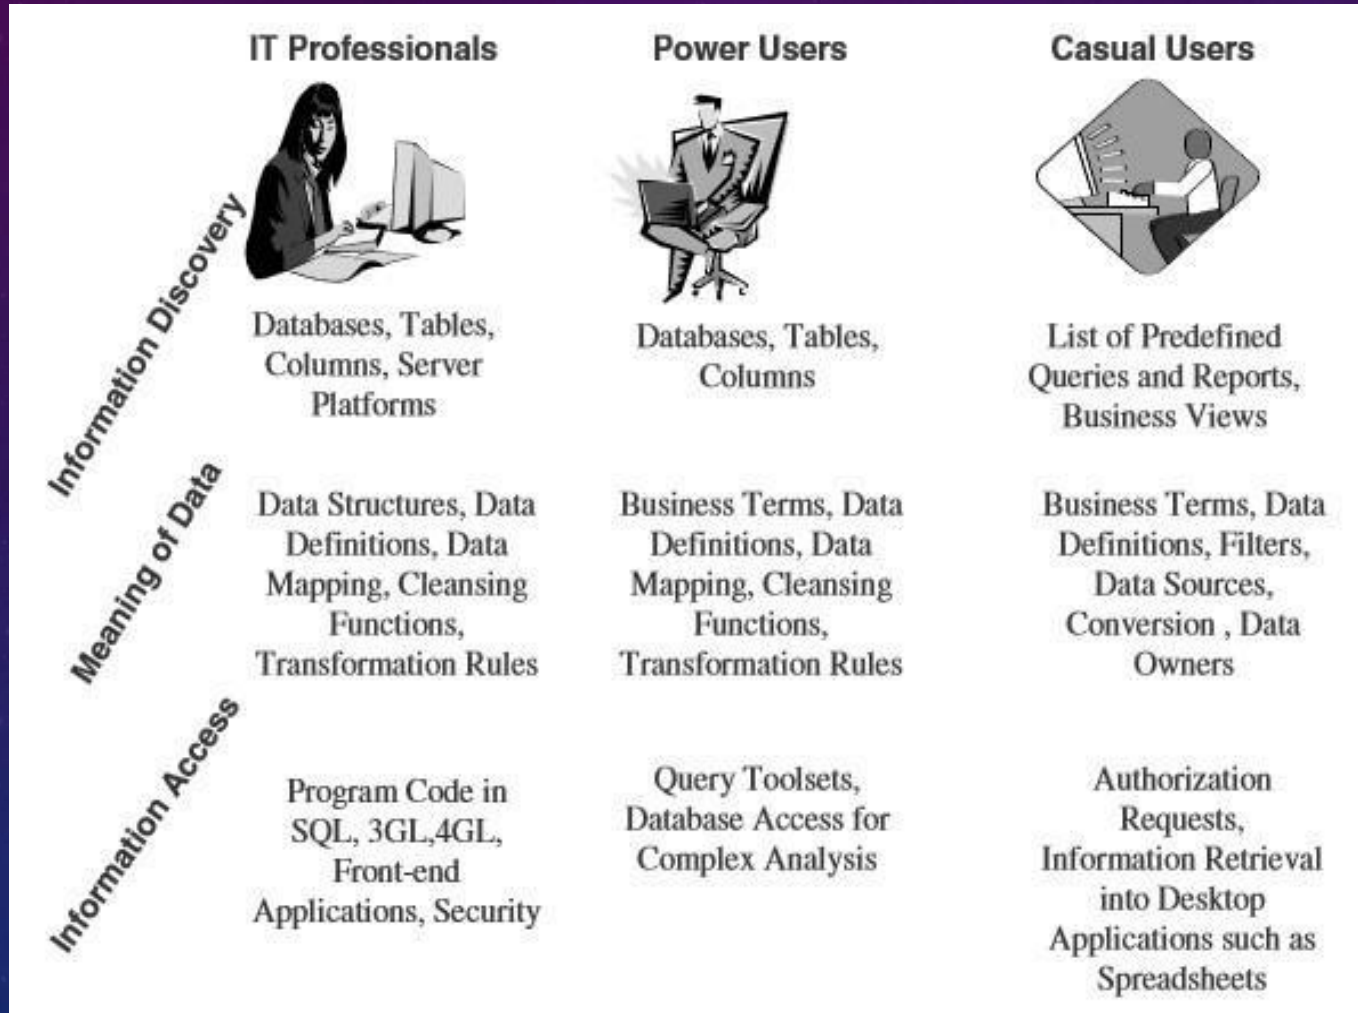 IT Professionals
Power Users
Casual Users
Information Discovery
Databases, Tables,
Columns, Server
Platforms
Databases, Tables,
Columns
List of Predefined
Queries and Reports,
Business Views
Meaning of Data
Data Structures, Data
Definitions, Data
Mapping, Cleansing
Functions,
Transformation Rules
Business Terms, Data
Definitions, Data
Mapping, Cleansing
Functions,
Transformation Rules
Business Terms, Data
Definitions, Filters,
Data Sources,
Conversion , Data
Owners
Information Access
Program Code in
SQL, 3GL,4GL,
Front-end
Applications, Security
Query Toolsets,
Database Access for
Complex Analysis
Authorization
Requests,
Information Retrieval
into Desktop
Applications such as
Spreadsheets